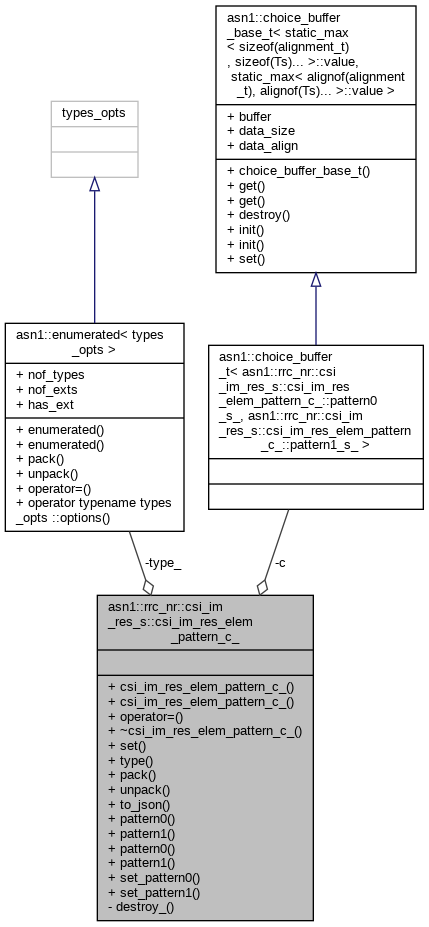 asn1::choice_buffer
_base_t< static_max
< sizeof(alignment_t)
, sizeof(Ts)... >::value,
static_max< alignof(alignment
_t), alignof(Ts)... >::value >
+ buffer
+ data_size
+ data_align
+ choice_buffer_base_t()
+ get()
+ get()
+ destroy()
+ init()
+ init()
+ set()
types_opts
asn1::enumerated< types
_opts >
+ nof_types
+ nof_exts
+ has_ext
+ enumerated()
+ enumerated()
+ pack()
+ unpack()
+ operator=()
+ operator typename types
_opts ::options()
asn1::choice_buffer
_t< asn1::rrc_nr::csi
_im_res_s::csi_im_res
_elem_pattern_c_::pattern0
_s_, asn1::rrc_nr::csi_im
_res_s::csi_im_res_elem_pattern
_c_::pattern1_s_ >
-type_
-c
asn1::rrc_nr::csi_im
_res_s::csi_im_res_elem
_pattern_c_
+ csi_im_res_elem_pattern_c_()
+ csi_im_res_elem_pattern_c_()
+ operator=()
+ ~csi_im_res_elem_pattern_c_()
+ set()
+ type()
+ pack()
+ unpack()
+ to_json()
+ pattern0()
+ pattern1()
+ pattern0()
+ pattern1()
+ set_pattern0()
+ set_pattern1()
- destroy_()